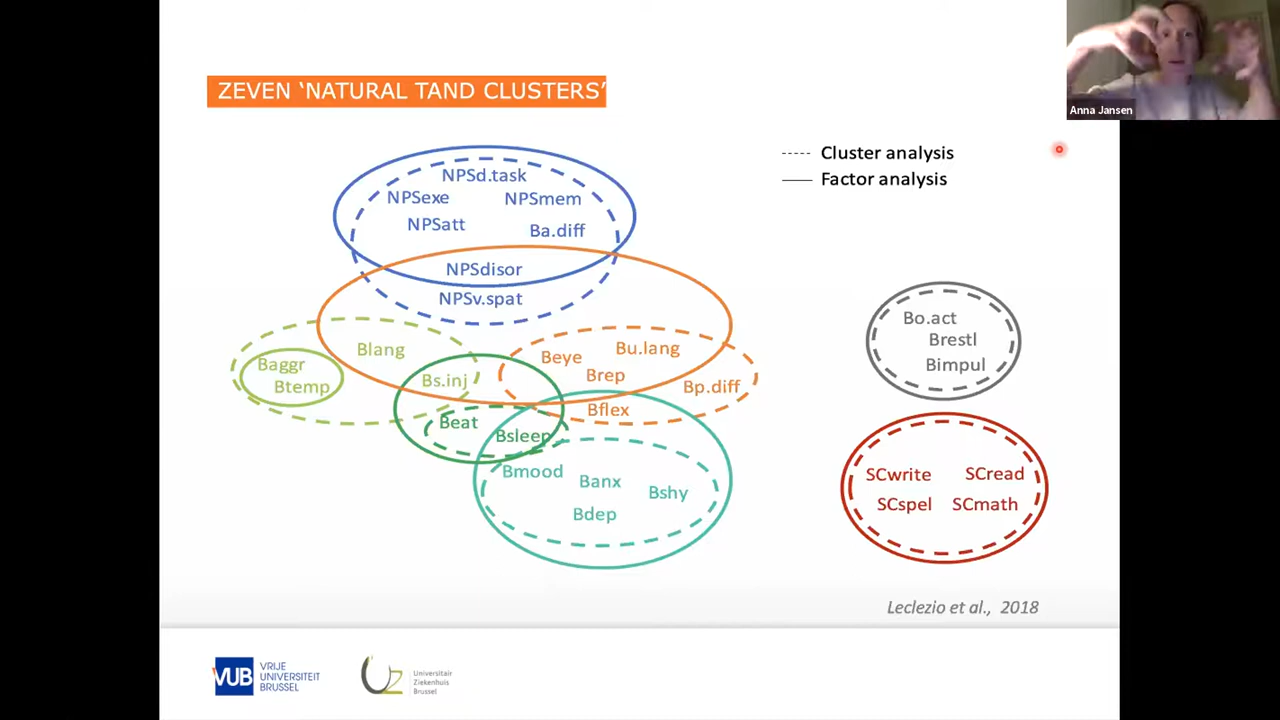 ZEVEN ‘NATURAL TAND CLUSTERS’
Anna Jansen
Cluster analysis
Factor analysis
NPSd.task
NPSexe NPSmem
NPSatt Ba.diff
NPSdisor
NPSv.spat
Blang
Baggr
Btemp
Bs.inj
Beye Bu.lang
Brep Bp.diff
Bflex
Beat
Bsleep
Bmood Banx Bshy
Bdep
Bo.act
Brestl
Bimpul
SCwrite SCread
SCspel SCmath
Leclezio et al., 2018
VUB
VRIJE
UNIVERSITEIT
BRUSSEL
UZ
Universitair
Ziekenhuis
Brussel